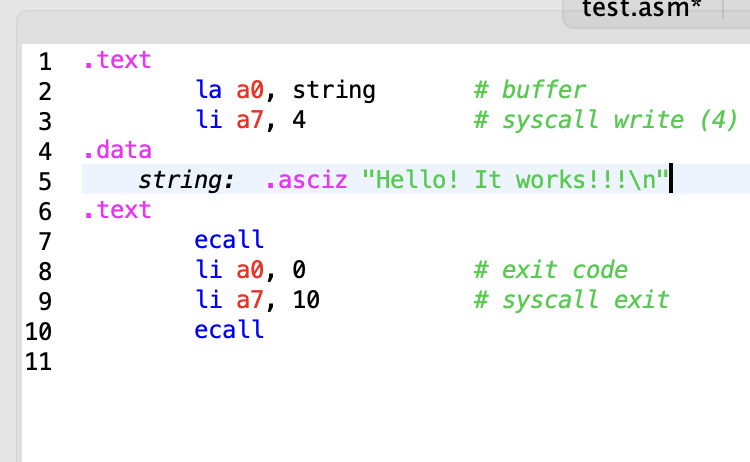 test.asm*
1 .text
2 la a0, string # buffer
3 li a7, 4 # syscall write (4)
4 .data
5 string: .asciz "Hello! It works!!!\n"
6 .text
7 ecall
8 li a0, 0 # exit code
9 li a7, 10 # syscall exit
10 ecall
11